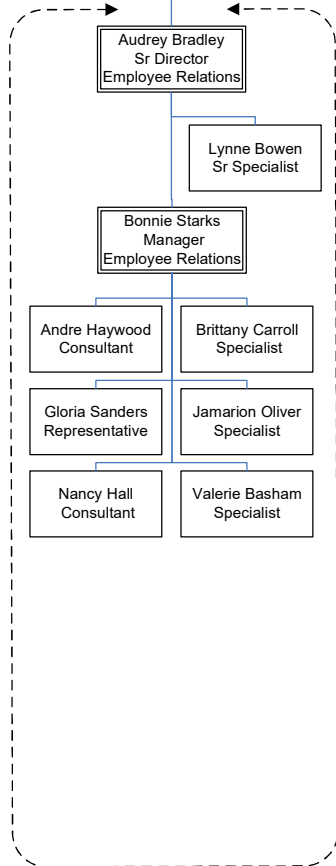 Audrey Bradley
Sr Director
Employee Relations
Lynne Bowen
Sr Specialist
Bonnie Starks
Manager
Employee Relations
Andre Haywood
Consultant
Brittany Carroll
Specialist
Gloria Sanders
Representative
Jamarion Oliver
Specialist
Nancy Hall
Consultant
Valerie Basham
Specialist